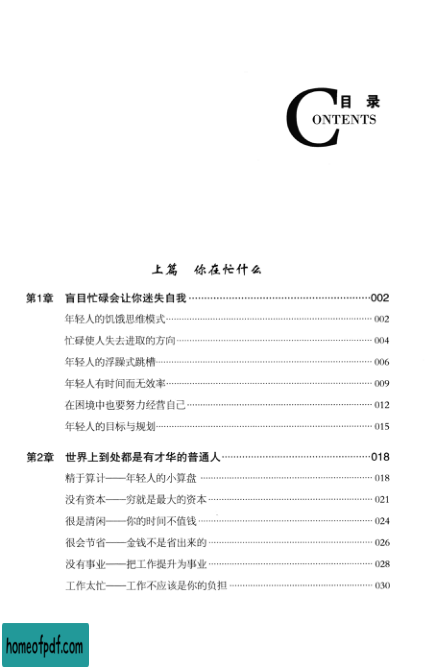 目 录
CONTENTS
上篇 你在忙什么
第1章 盲目忙碌会让你迷失自我 002
年轻人的饥饿思维模式 002
忙碌使人失去进取的方向 004
年轻人的浮躁式跳槽 006
年轻人有时间而无效率 009
在困境中也要努力经营自己 012
年轻人的目标与规划 015
第2章 世界上到处都是有才华的普通人 018
精于算计——年轻人的小算盘 018
没有资本——穷就是最大的资本 021
很是清闲——你的时间不值钱 024
很会节省——金钱不是省出来的 026
没有事业——把工作提升为事业 028
工作太忙——工作不应该是你的负担 030
homeofpdf.com